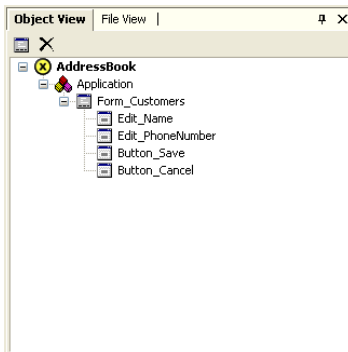 Object View File View
AddressBook
Application
Form_Customers
Edit_Name
Edit_PhoneNumber
Button_Save
Button_Cancel